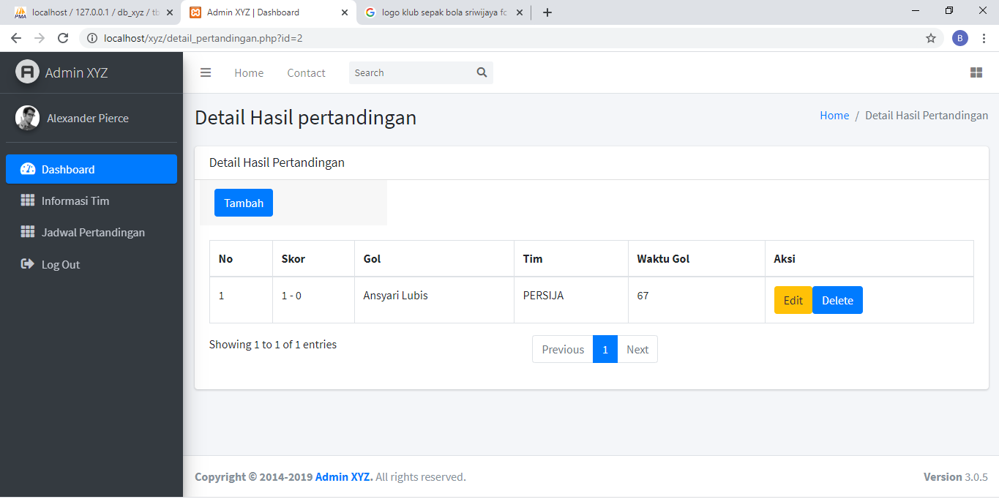 localhost / 127.0.0.1 / db_xyz / tb
Admin XYZ | Dashboard
logo klub sepak bola sriwijaya fc
localhost/xyz/detail_pertandingan.php?id=2
B
Admin XYZ
Home
Contact
Search
Alexander Pierce
Dashboard
Informasi Tim
Jadwal Pertandingan
Log Out
Detail Hasil pertandingan
Home / Detail Hasil Pertandingan
Detail Hasil Pertandingan
Tambah
No Skor Gol Tim Waktu Gol Aksi
1 1 - 0 Ansyari Lubis PERSIJA 67 Edit Delete
Showing 1 to 1 of 1 entries
Previous 1 Next
Copyright © 2014-2019 Admin XYZ. All rights reserved.
Version 3.0.5